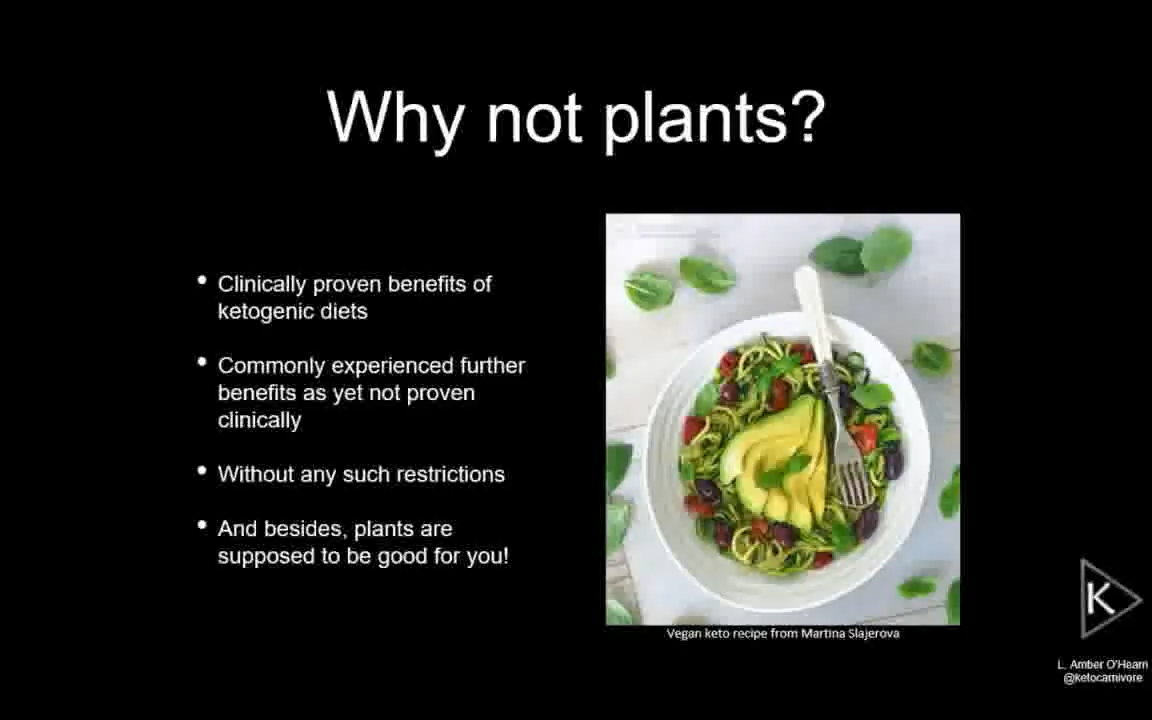 Why not plants?
• Clinically proven benefits of
ketogenic diets
• Commonly experienced further
benefits as yet not proven
clinically
• Without any such restrictions
• And besides, plants are
supposed to be good for you!
Vegan keto recipe from Martina Slajerova
K
L. Amber O'Hearn
@ketocarnivore